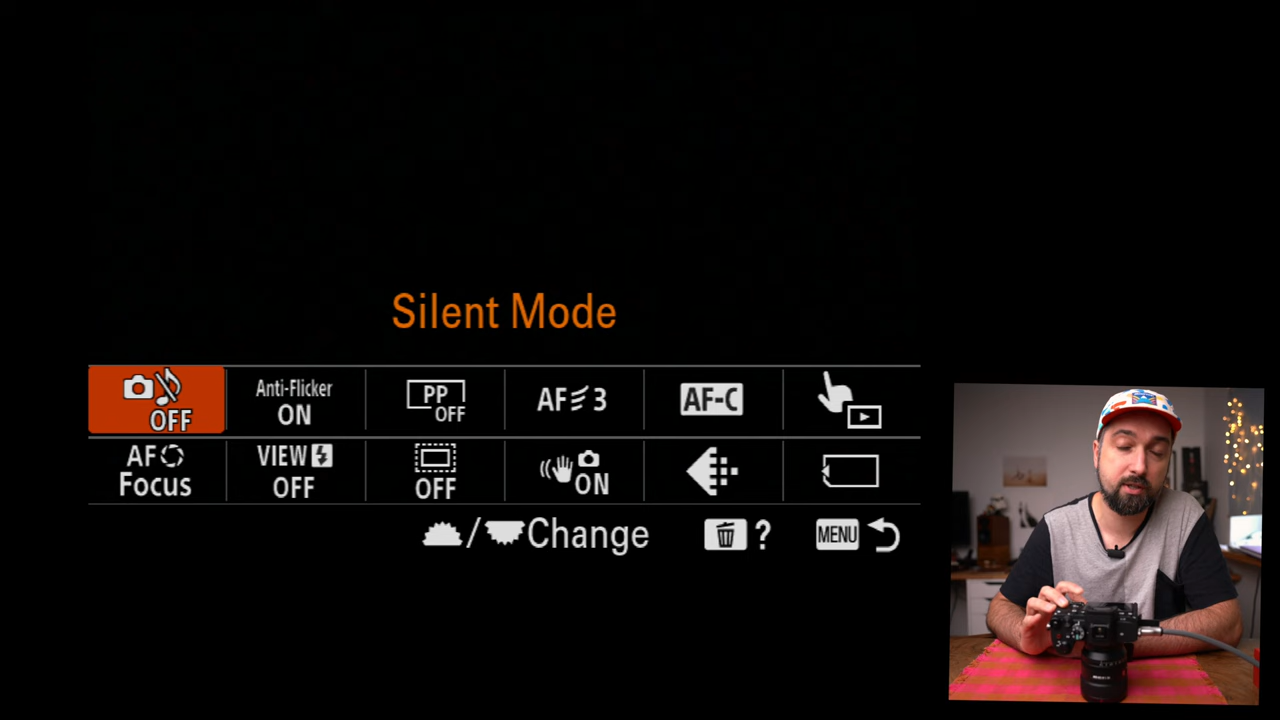 Silent Mode
OFF
Anti-Flicker
ON
PP
OFF
AF 3
AF-C
AF
Focus
VIEW
OFF
OFF
ON
/ Change
?
MENU